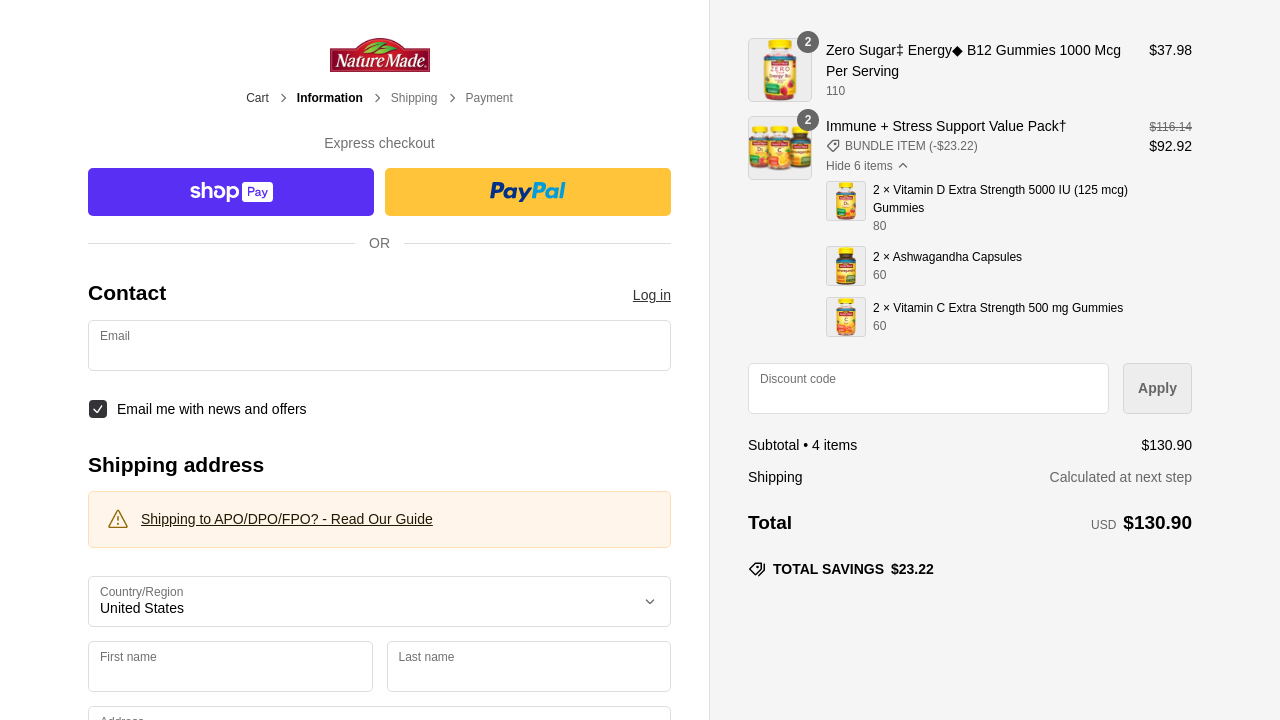 Nature Made
Cart
Information
Shipping
Payment
Express checkout
shop Pay
PayPal
OR
Contact
Log in
Email
Email me with news and offers
Shipping address
Shipping to APO/DPO/FPO? - Read Our Guide
Country/Region
United States
First name
Last name
Address
2
Zero Sugar‡ Energy◆ B12 Gummies 1000 Mcg
Per Serving
$37.98
110
2
Immune + Stress Support Value Pack†
$116.14
BUNDLE ITEM (-$23.22)
$92.92
Hide 6 items
2 × Vitamin D Extra Strength 5000 IU (125 mcg)
Gummies
80
2 × Ashwagandha Capsules
60
2 × Vitamin C Extra Strength 500 mg Gummies
60
Discount code
Apply
Subtotal • 4 items
$130.90
Shipping
Calculated at next step
Total
USD $130.90
TOTAL SAVINGS $23.22